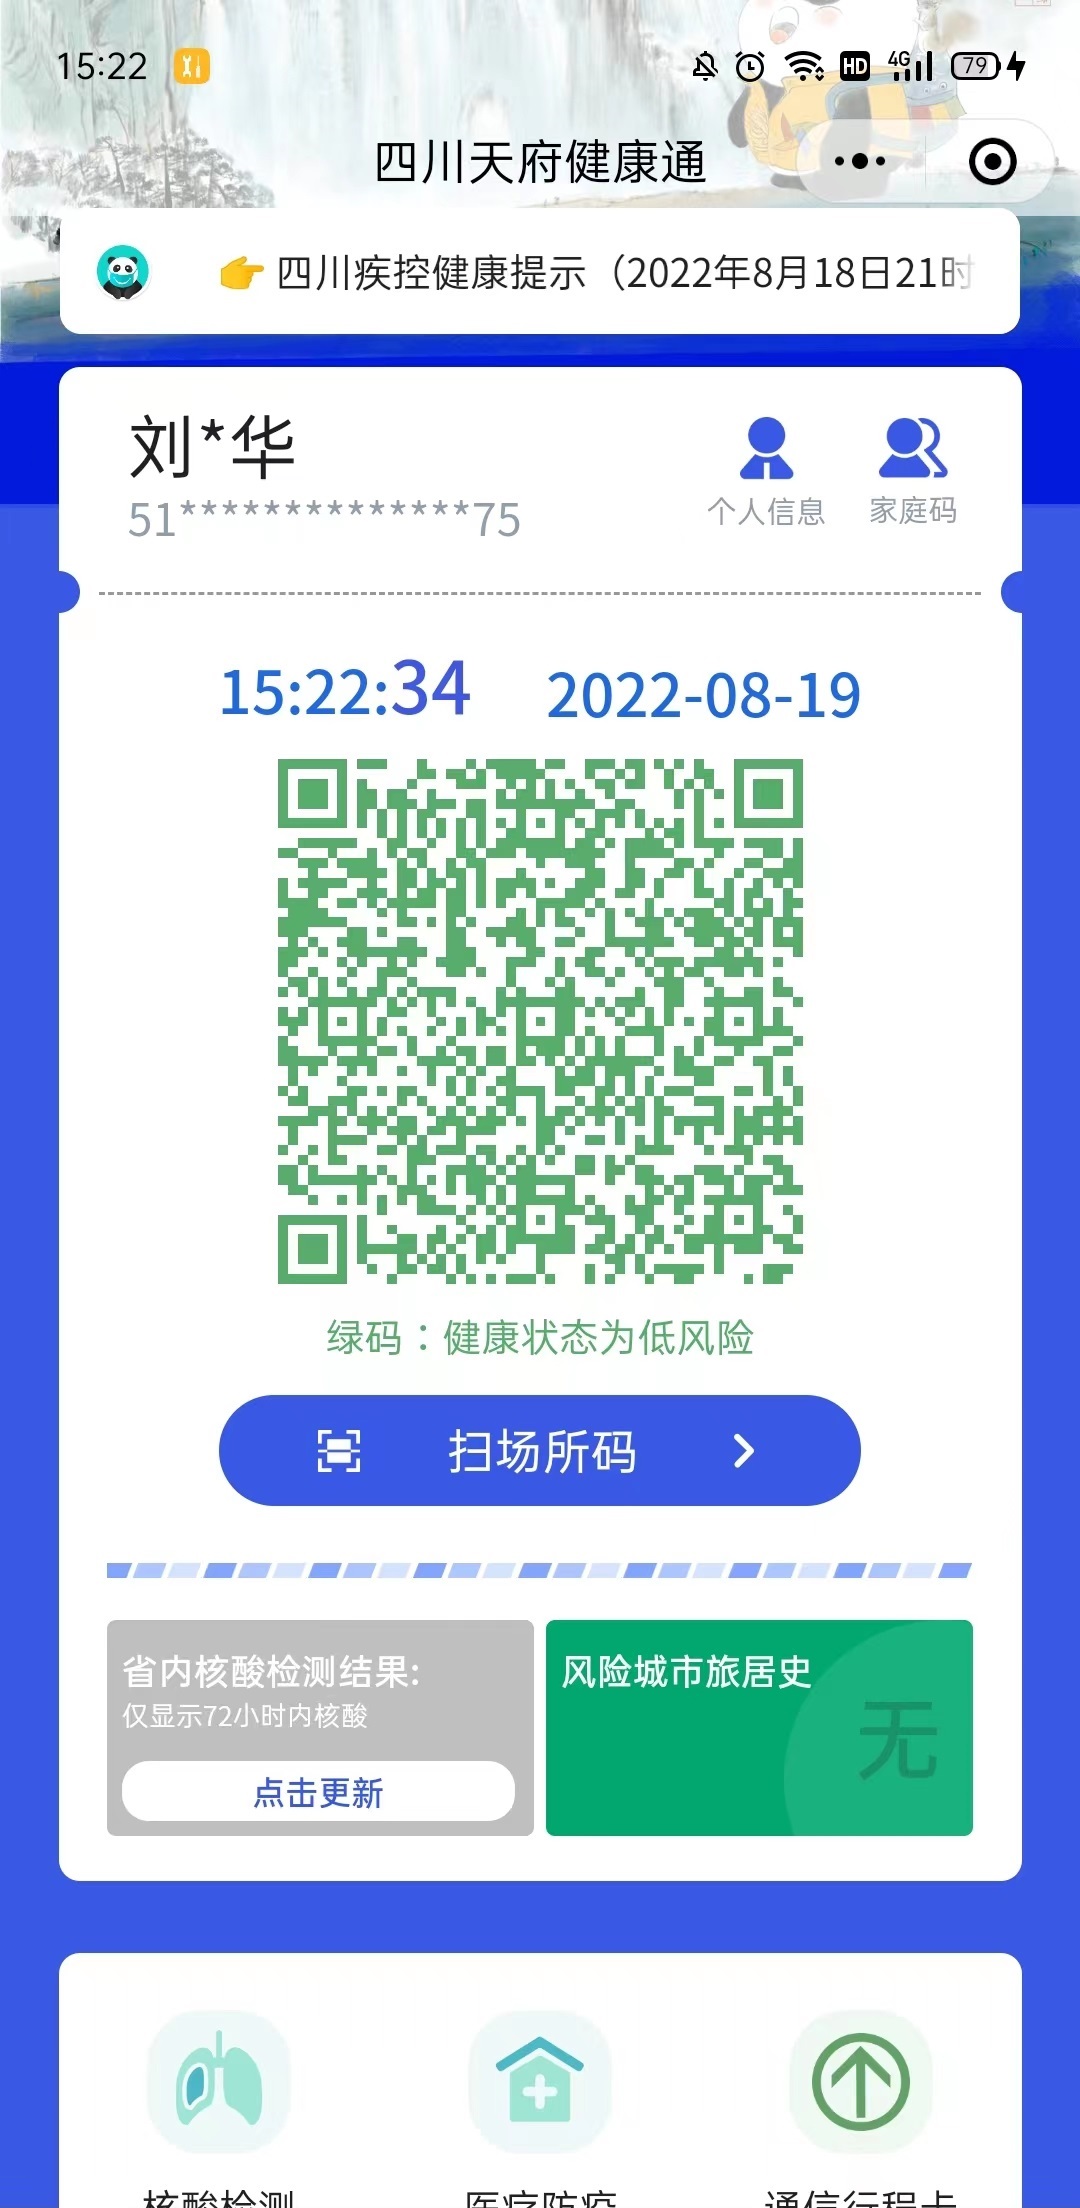 15:22
HD 4G 79
四川天府健康通
四川疾控健康提示（2022年8月18日21时
刘*华
51**************75
个人信息 家庭码
15:22:34 2022-08-19
绿码：健康状态为低风险
扫场所码
省内核酸检测结果:
仅显示72小时内核酸
点击更新
风险城市旅居史
无
核酸检测 医疗防疫 通信行程卡